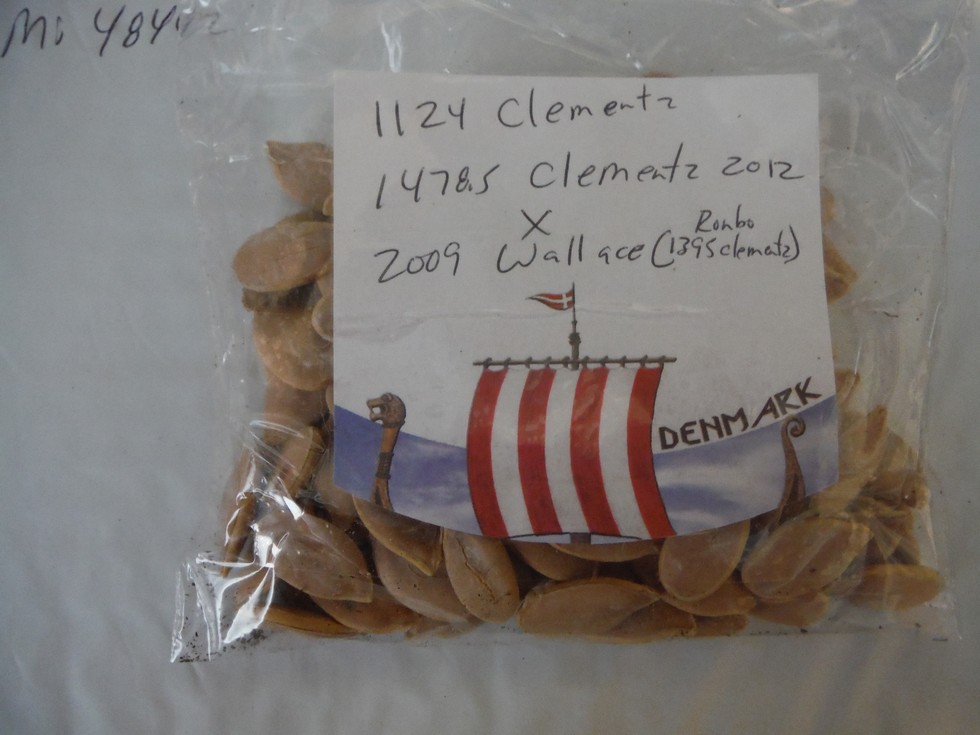 Mi 484
1124 Clementz
1478.5 Clementz 2012
X
Ronbo
2009 Wallace (1395 clementz)
DENMARK